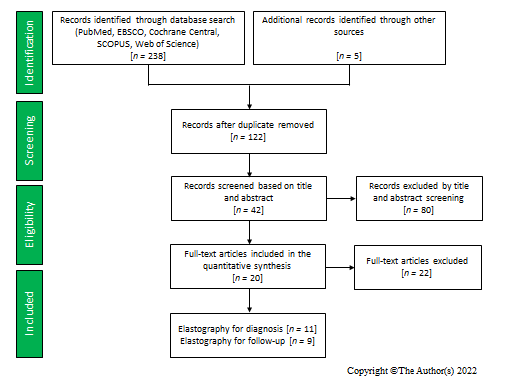 Identification
Records identified through database search
(PubMed, EBSCO, Cochrane Central,
SCOPUS, Web of Science)
[n = 238]
Additional records identified through other
sources
[n = 5]
Screening
Records after duplicate removed
[n = 122]
Records screened based on title
and abstract
[n = 42]
Records excluded by title
and abstract screening
[n = 80]
Eligibility
Full-text articles included in the
quantitative synthesis
[n = 20]
Full-text articles excluded
[n = 22]
Included
Elastography for diagnosis [n = 11]
Elastography for follow-up [n = 9]
Copyright ©The Author(s) 2022